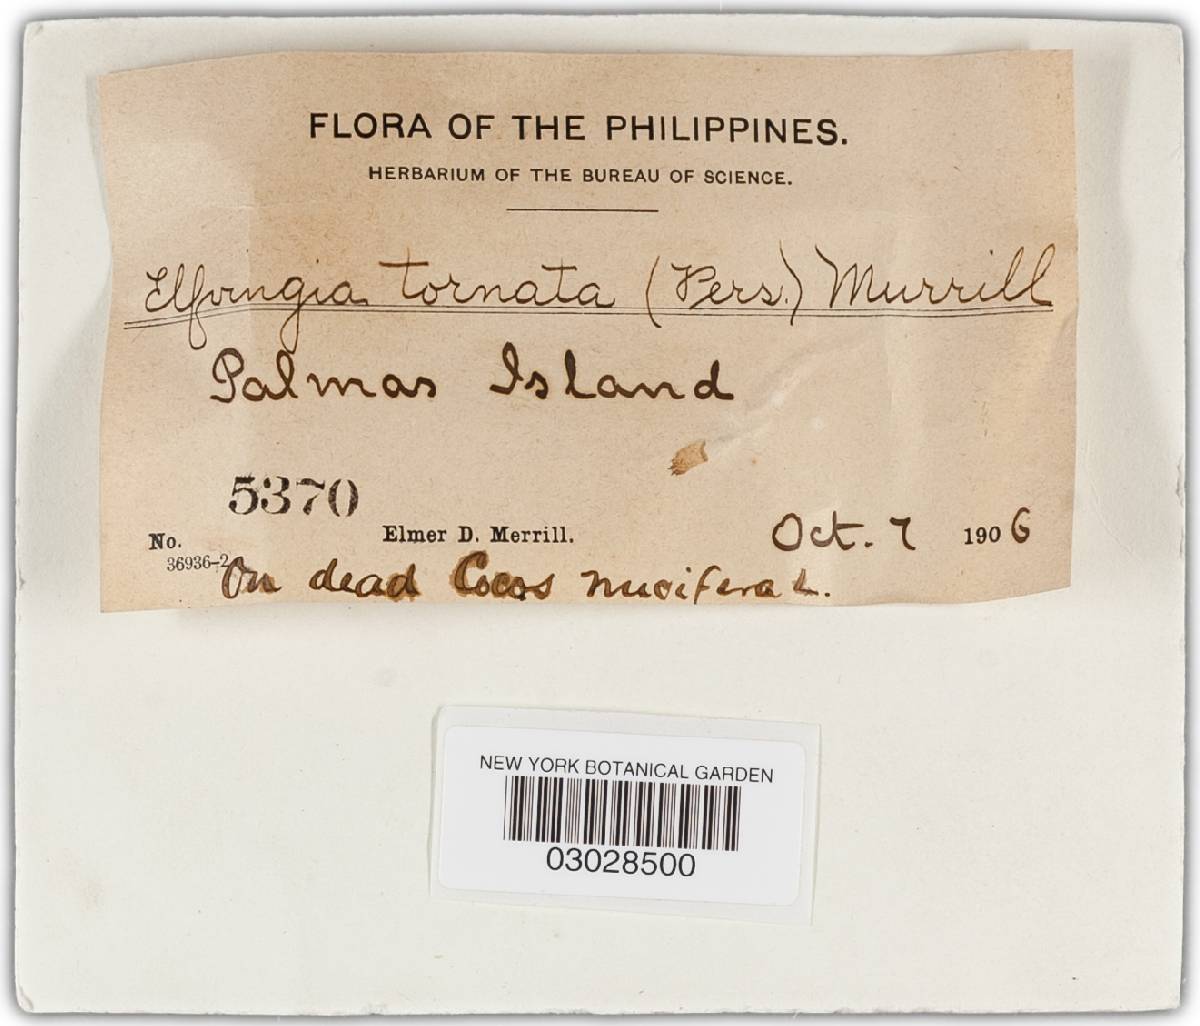 FLORA OF THE PHILIPPINES.
HERBARIUM OF THE BUREAU OF SCIENCE.
Elfvingia tornata (Pers.) Murrill
Palmas Island
5370
No. Elmer D. Merrill. Oct. 7 1906
36936-2
On dead Cocos nucifera L.
NEW YORK BOTANICAL GARDEN
03028500